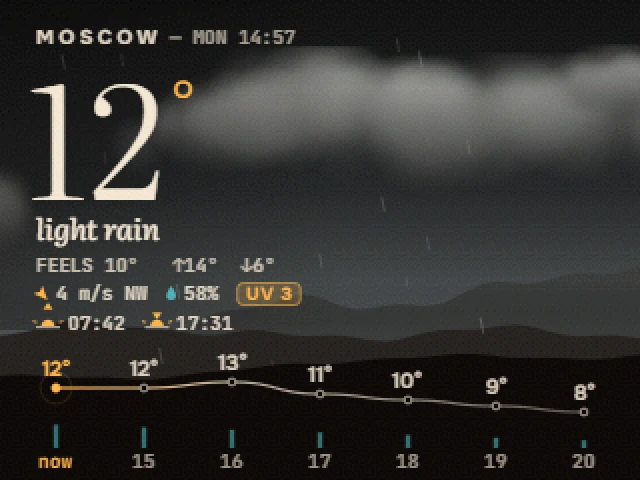 MOSCOW — MON 14:57
12°
light rain
FEELS 10° ↑14° ↓6°
4 m/s NW 58% UV 3
07:42 17:31
12° 12° 13° 11° 10° 9° 8°
now 15 16 17 18 19 20